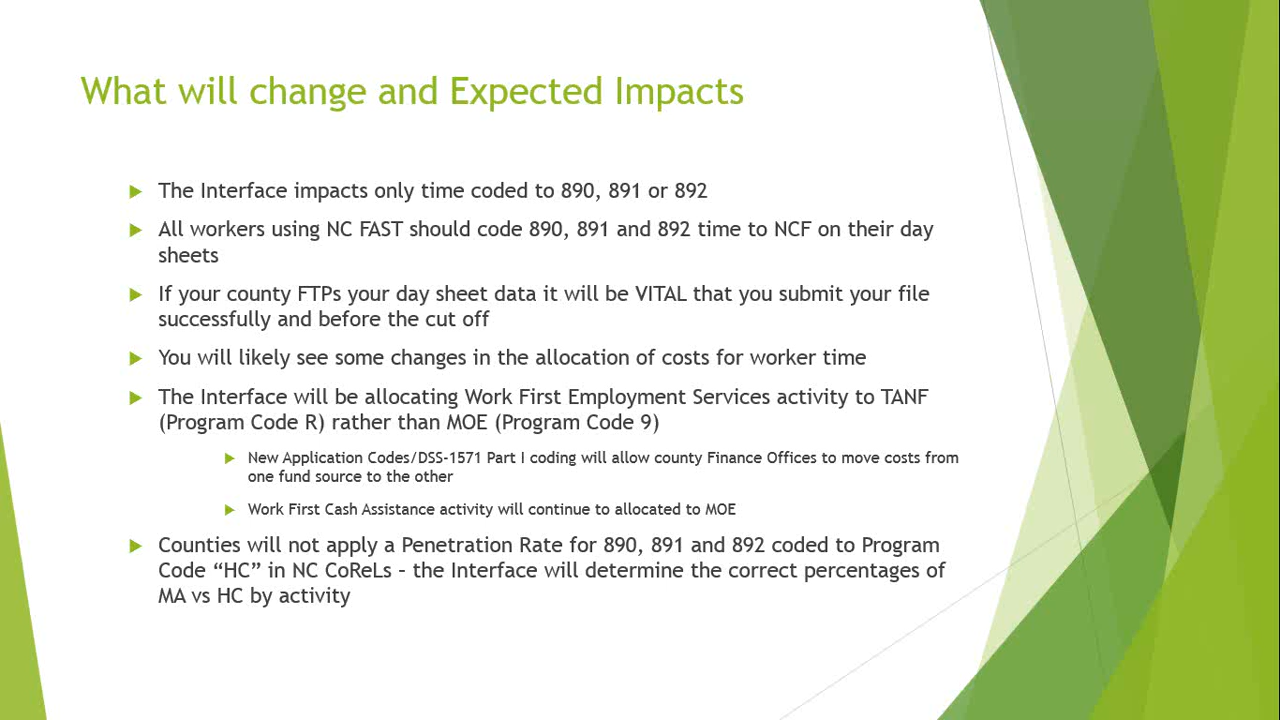 What will change and Expected Impacts
The Interface impacts only time coded to 890, 891 or 892
All workers using NC FAST should code 890, 891 and 892 time to NCF on their day
sheets
If your county FTPs your day sheet data it will be VITAL that you submit your file
successfully and before the cut off
You will likely see some changes in the allocation of costs for worker time
The Interface will be allocating Work First Employment Services activity to TANF
(Program Code R) rather than MOE (Program Code 9)
New Application Codes/DSS-1571 Part I coding will allow county Finance Offices to move costs from
one fund source to the other
Work First Cash Assistance activity will continue to allocated to MOE
Counties will not apply a Penetration Rate for 890, 891 and 892 coded to Program
Code “HC” in NC CoReLs – the Interface will determine the correct percentages of
MA vs HC by activity